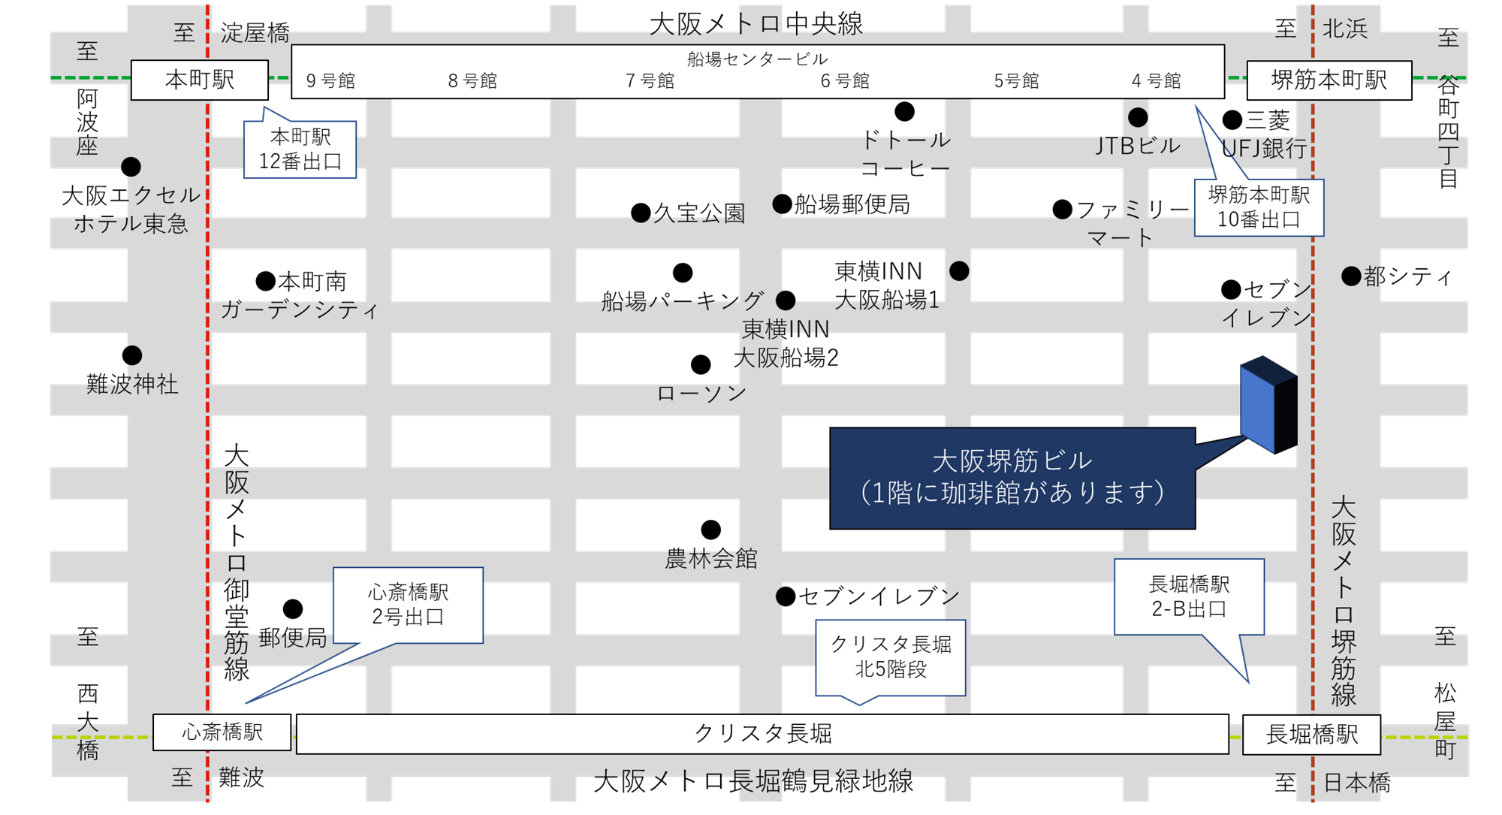 大阪メトロ中央線
至 淀屋橋
至 北浜
至
阿波座
至
谷町四丁目
本町駅
船場センタービル
9号館
8号館
7号館
6号館
5号館
4号館
堺筋本町駅
本町駅
12番出口
ドトール
コーヒー
JTBビル
三菱
UFJ銀行
大阪エクセル
ホテル東急
堺筋本町駅
10番出口
久宝公園
船場郵便局
ファミリー
マート
本町南
ガーデンシティ
船場パーキング
東横INN
大阪船場1
セブン
イレブン
都シティ
東横INN
大阪船場2
難波神社
ローソン
大阪堺筋ビル
(1階に珈琲館があります)
大阪メトロ御堂筋線
大阪メトロ堺筋線
農林会館
心斎橋駅
2号出口
長堀橋駅
2-B出口
郵便局
セブンイレブン
クリスタ長堀
北5階段
至
西大橋
至
松屋町
心斎橋駅
クリスタ長堀
長堀橋駅
至 難波
大阪メトロ長堀鶴見緑地線
至 日本橋